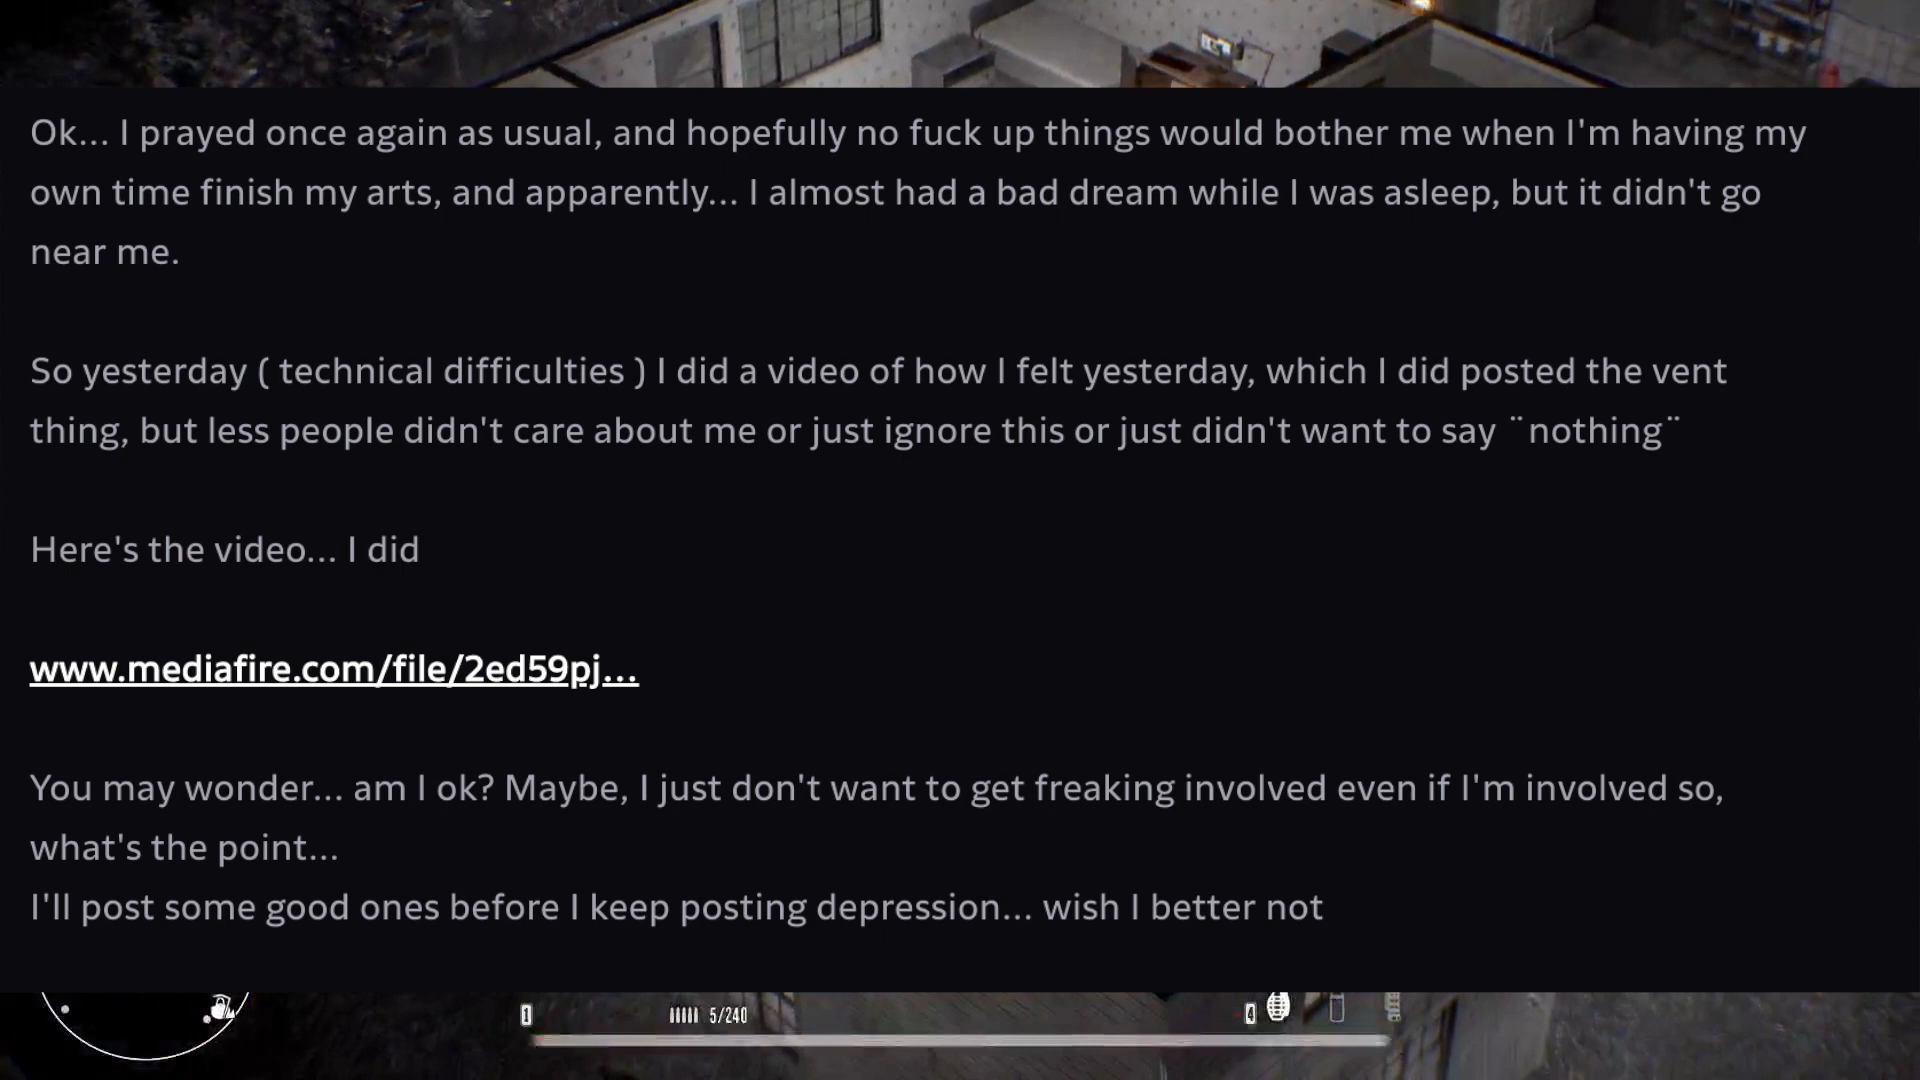 Ok... I prayed once again as usual, and hopefully no fuck up things would bother me when I'm having my
own time finish my arts, and apparently... I almost had a bad dream while I was asleep, but it didn't go
near me.
So yesterday ( technical difficulties ) I did a video of how I felt yesterday, which I did posted the vent
thing, but less people didn't care about me or just ignore this or just didn't want to say ¨nothing¨
Here's the video... I did
www.mediafire.com/file/2ed59pj...
You may wonder... am I ok? Maybe, I just don't want to get freaking involved even if I'm involved so,
what's the point...
I'll post some good ones before I keep posting depression... wish I better not
1 5/240 4